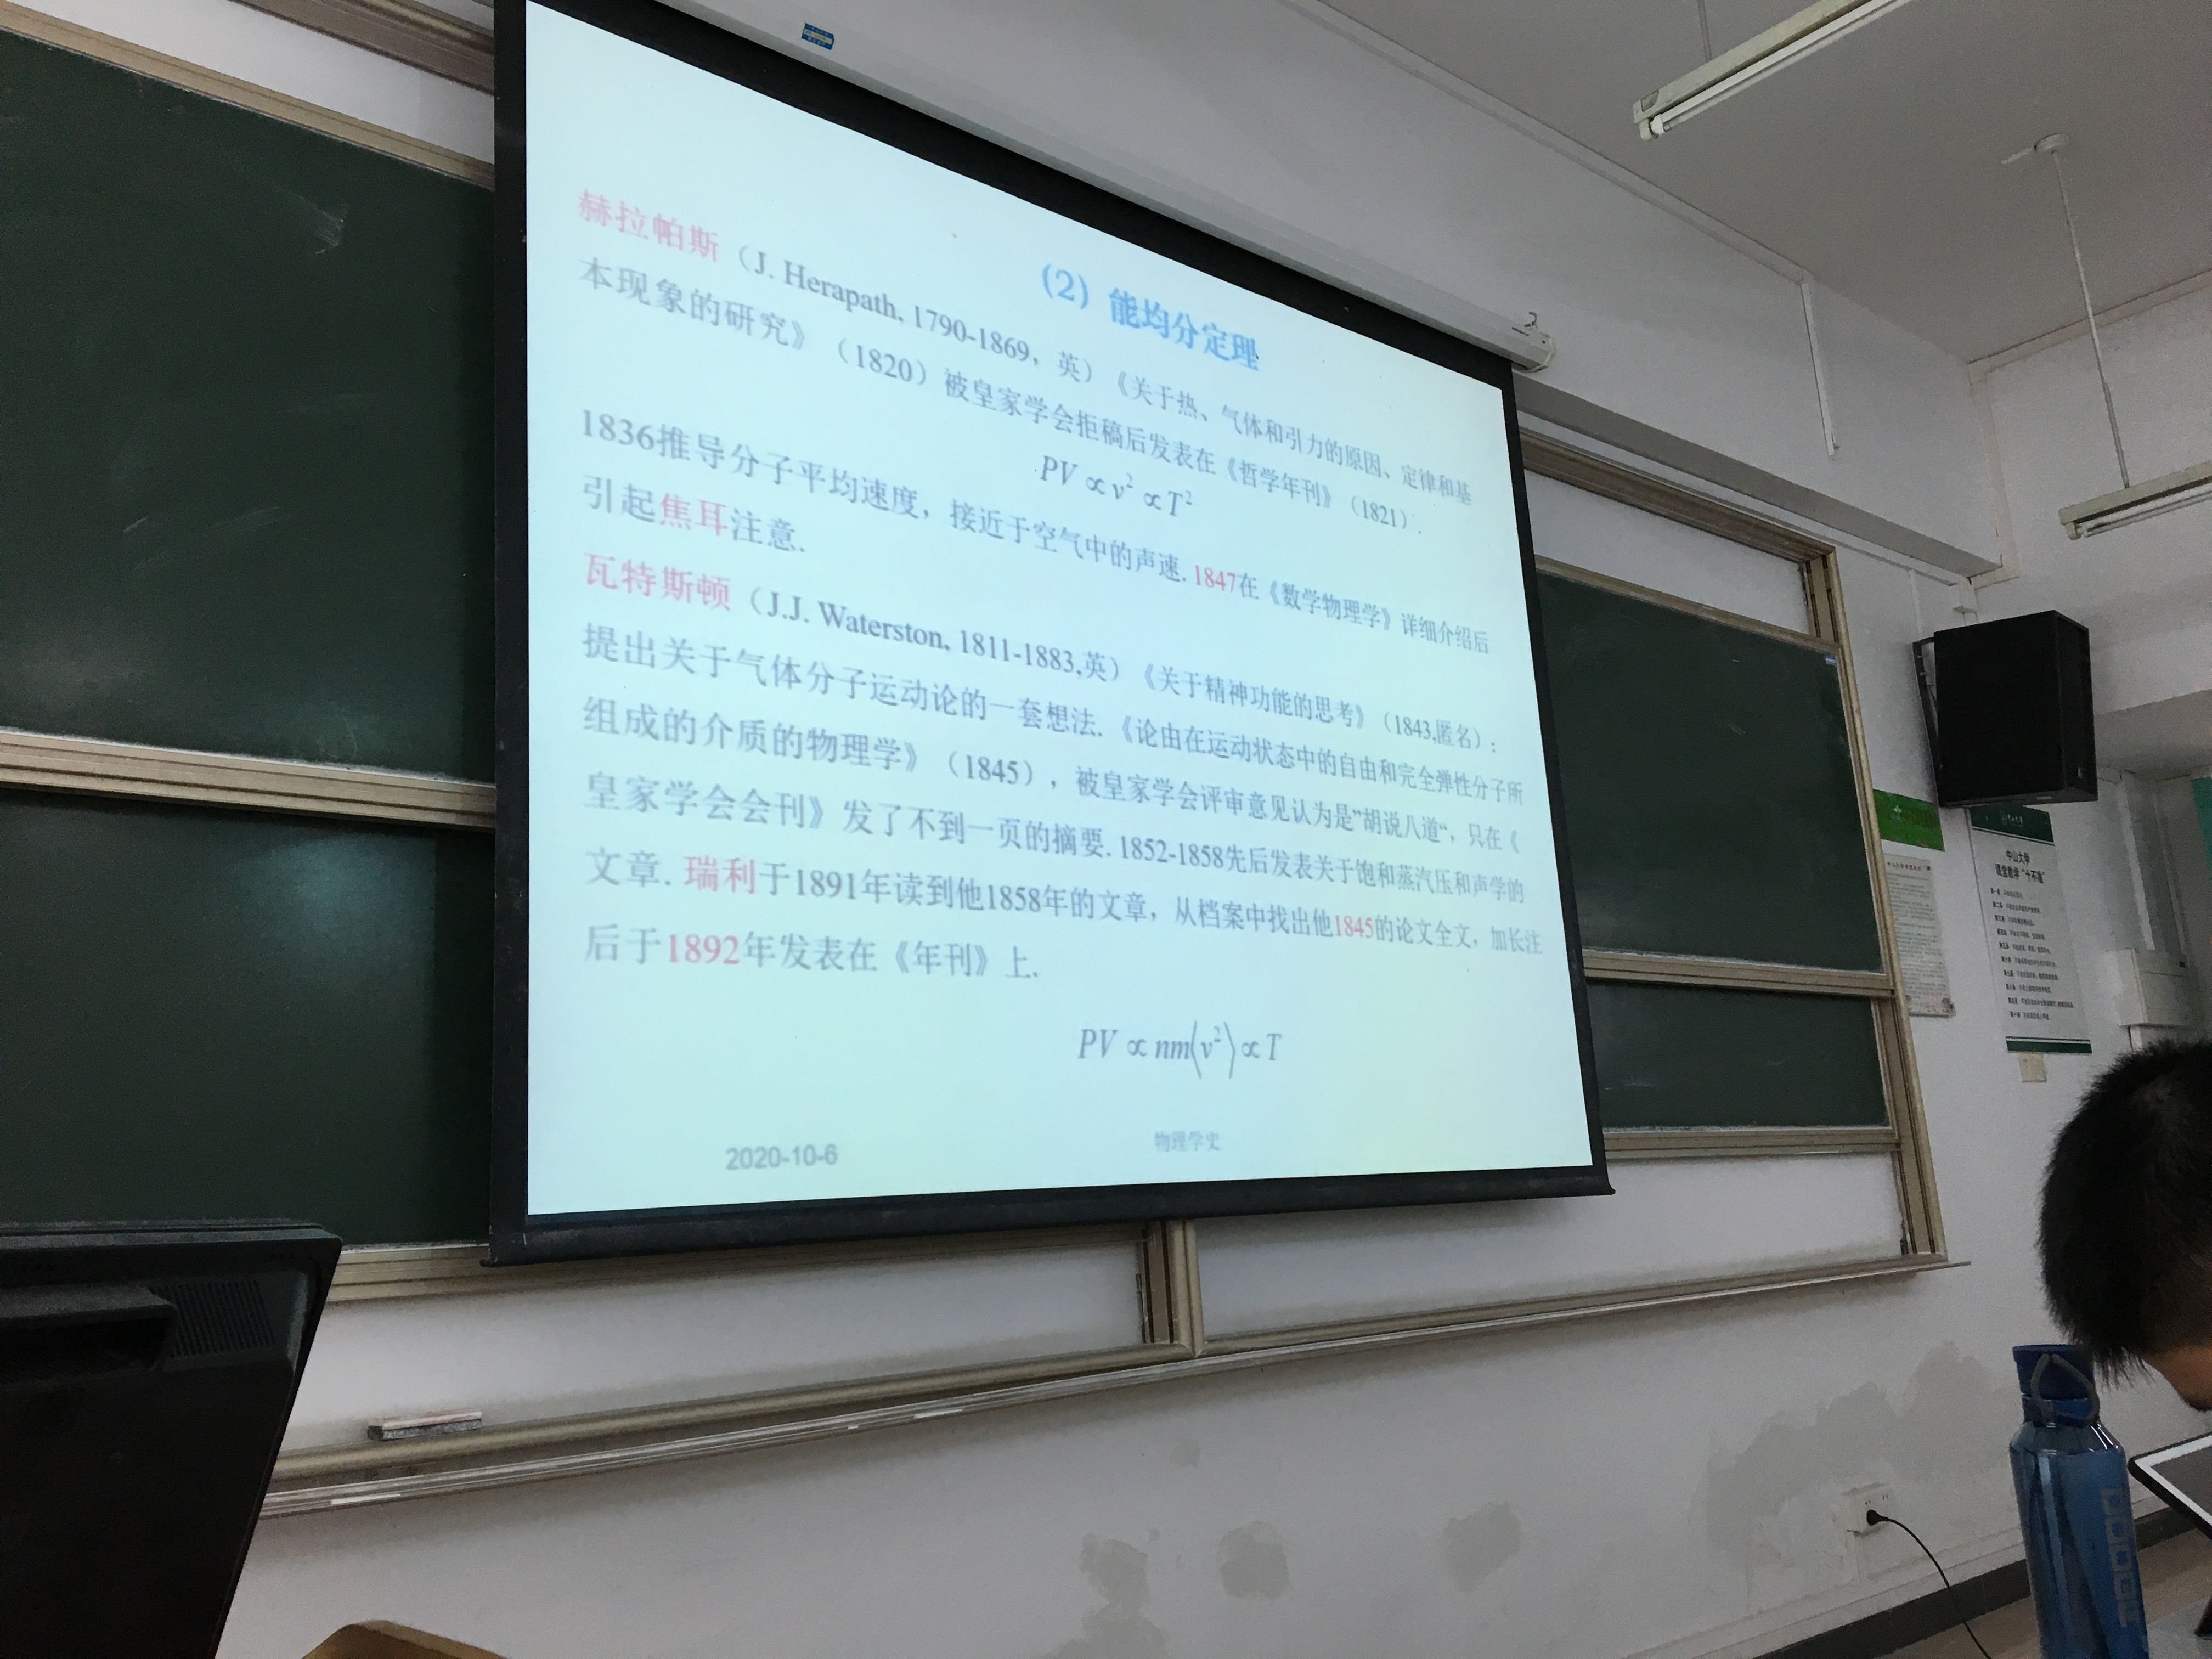 (2) 能均分定理
赫拉帕斯（J. Herapath, 1790-1869，英）《关于热、气体和引力的原因、定律和基
本现象的研究》（1820）被皇家学会拒稿后发表在《哲学年刊》（1821）.
PV ∝ v² ∝ T²
1836推导分子平均速度，接近于空气中的声速. 1847在《数学物理学》详细介绍后
引起焦耳注意.
瓦特斯顿（J.J. Waterston, 1811-1883,英）《关于精神功能的思考》（1843,匿名）:
提出关于气体分子运动论的一套想法. 《论由在运动状态中的自由和完全弹性分子所
组成的介质的物理学》（1845），被皇家学会评审意见认为是”胡说八道“，只在《
皇家学会会刊》发了不到一页的摘要. 1852-1858先后发表关于饱和蒸汽压和声学的
文章. 瑞利于1891年读到他1858年的文章，从档案中找出他1845的论文全文，加长注
后于1892年发表在《年刊》上.
PV ∝ nm⟨v²⟩ ∝ T
2020-10-6
物理学史
中山大学
课堂教学“十不准”